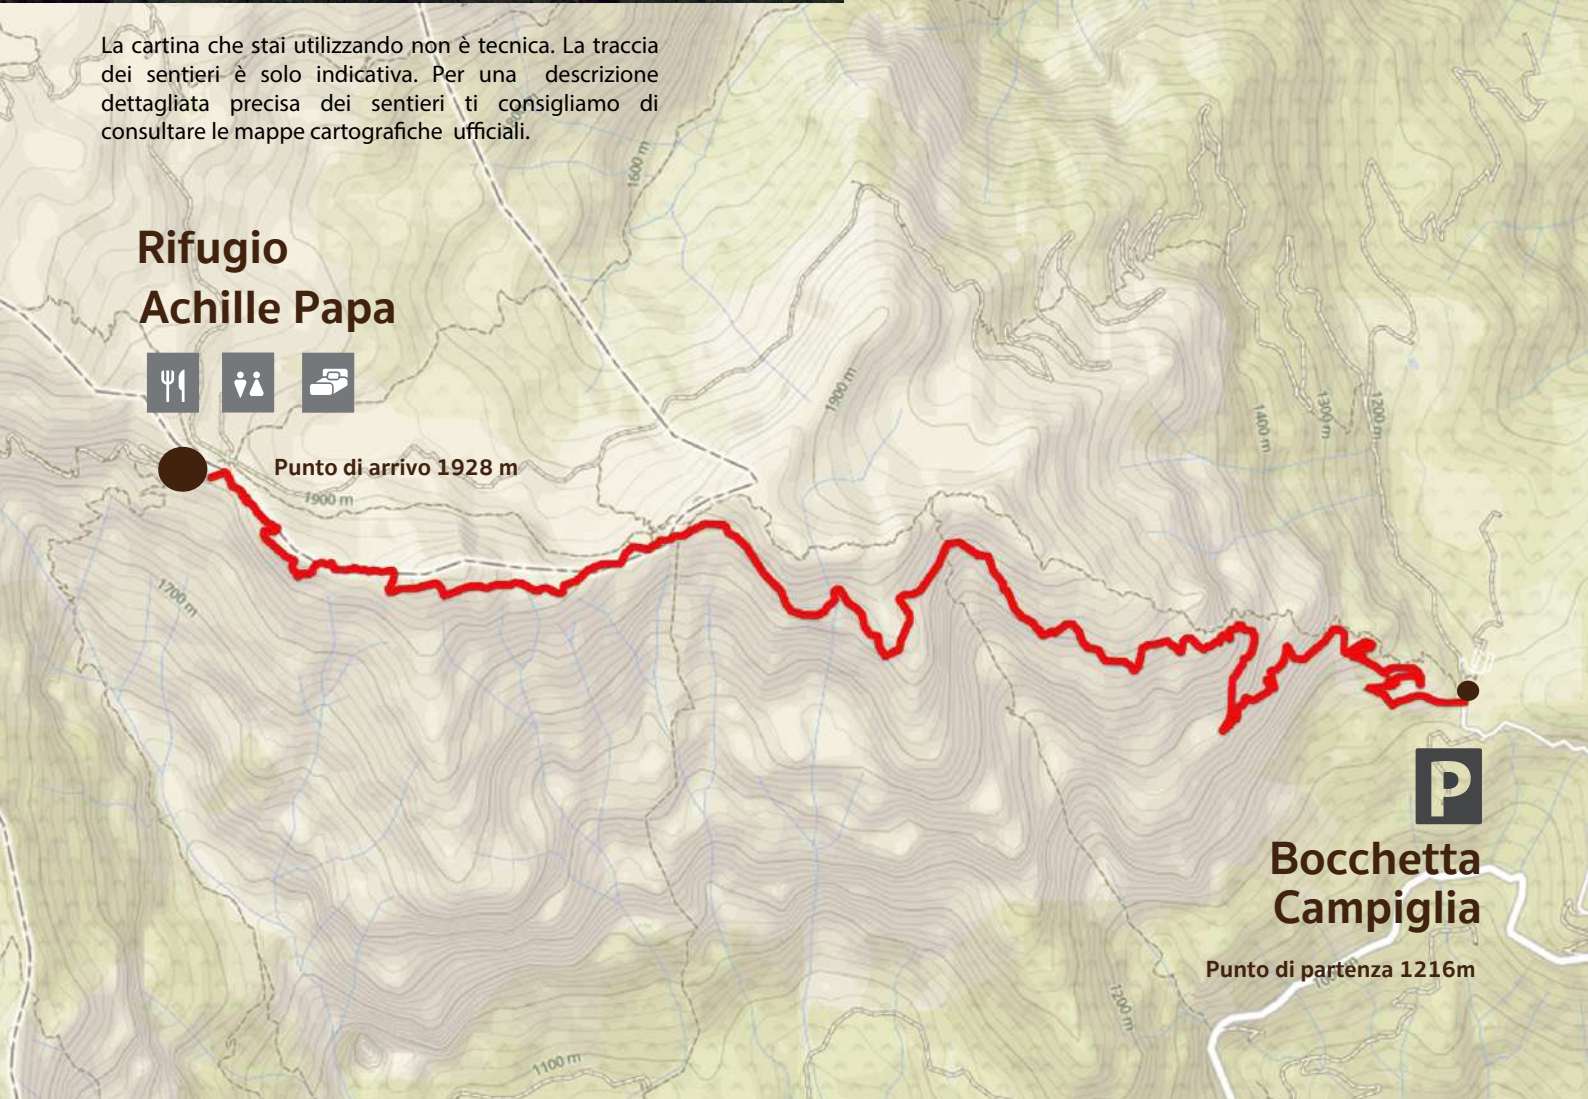 La cartina che stai utilizzando non è tecnica. La traccia
dei sentieri è solo indicativa. Per una descrizione
dettagliata precisa dei sentieri ti consigliamo di
consultare le mappe cartografiche ufficiali.
1600 m
Rifugio
Achille Papa
1900 m
1400 m
1300 m
1200 m
Punto di arrivo 1928 m
1900 m
1700 m
P
Bocchetta
Campiglia
Punto di partenza 1216m
1200 m
1100 m